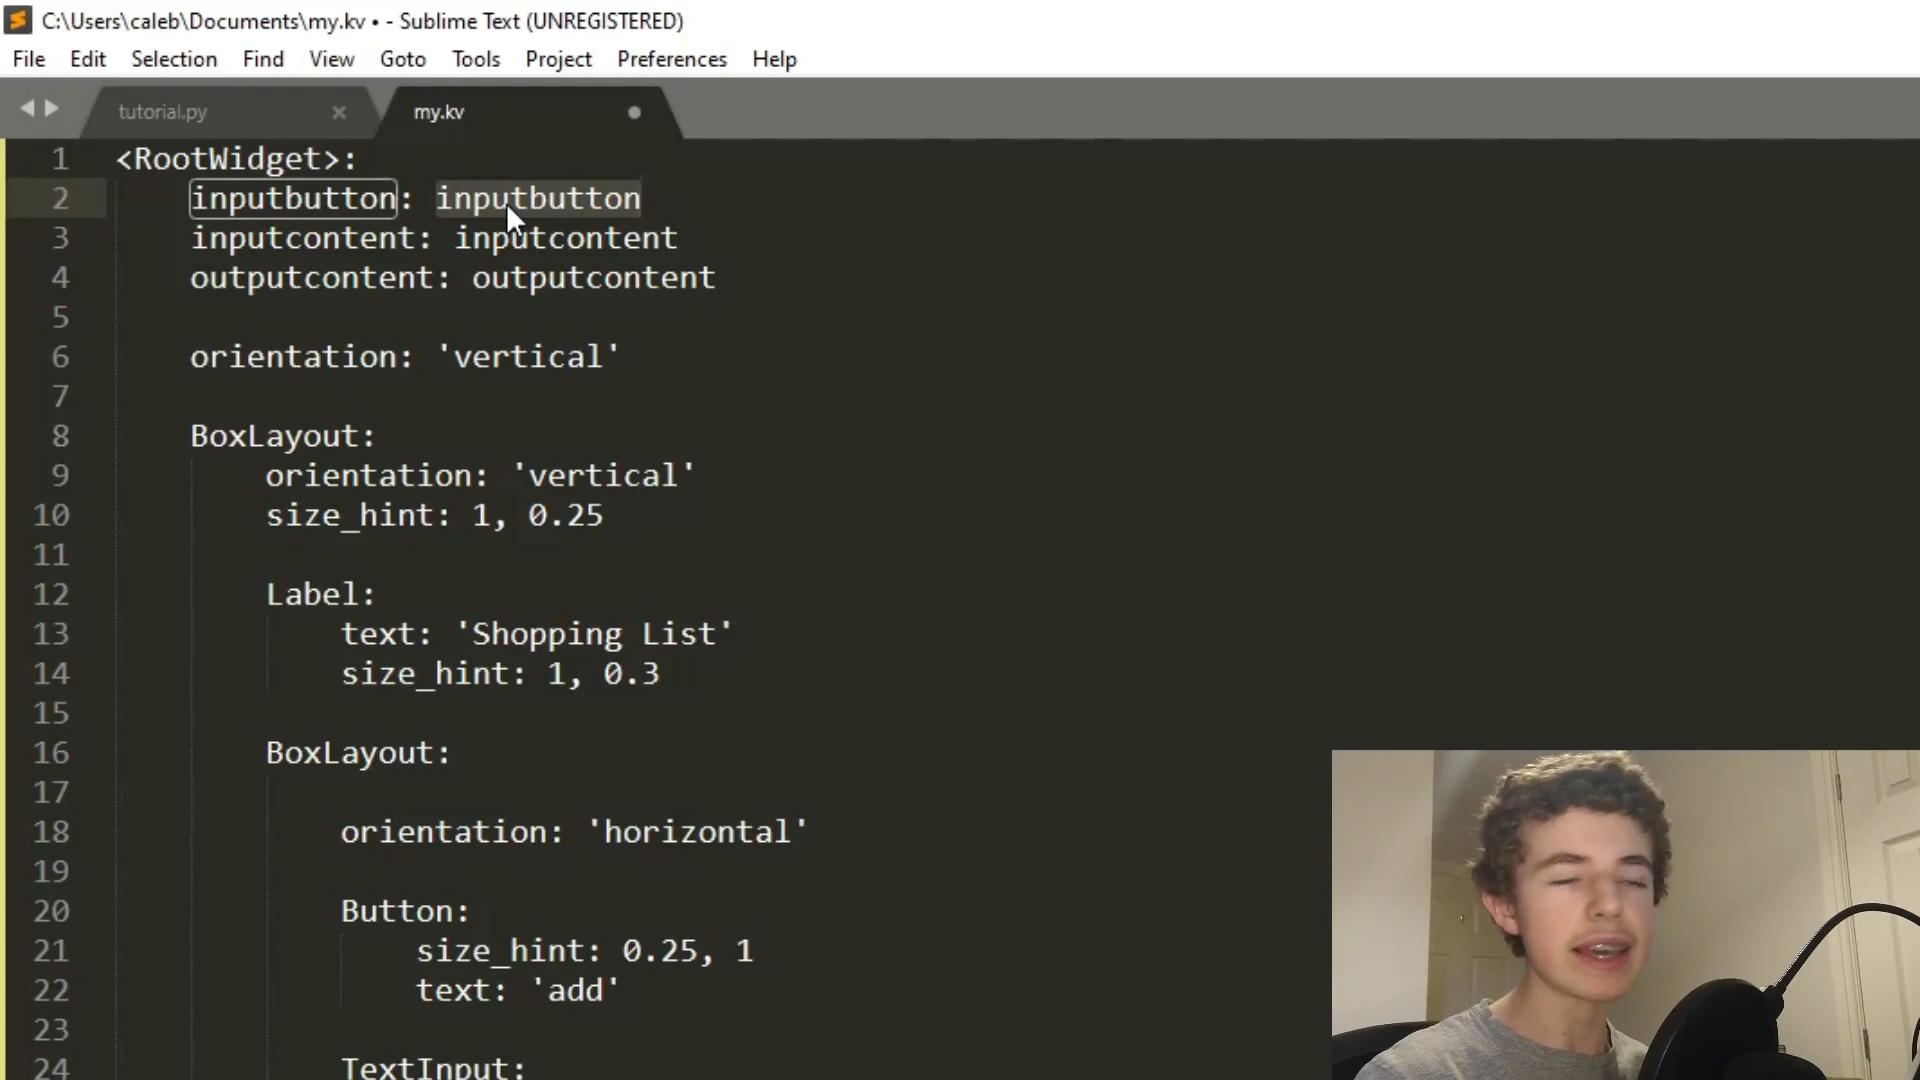 C:\Users\caleb\Documents\my.kv • - Sublime Text (UNREGISTERED)
File Edit Selection Find View Goto Tools Project Preferences Help
tutorial.py my.kv
1 <RootWidget>:
2 inputbutton: inputbutton
3 inputcontent: inputcontent
4 outputcontent: outputcontent
5
6 orientation: 'vertical'
7
8 BoxLayout:
9 orientation: 'vertical'
10 size_hint: 1, 0.25
11
12 Label:
13 text: 'Shopping List'
14 size_hint: 1, 0.3
15
16 BoxLayout:
17
18 orientation: 'horizontal'
19
20 Button:
21 size_hint: 0.25, 1
22 text: 'add'
23
24 TextInput: